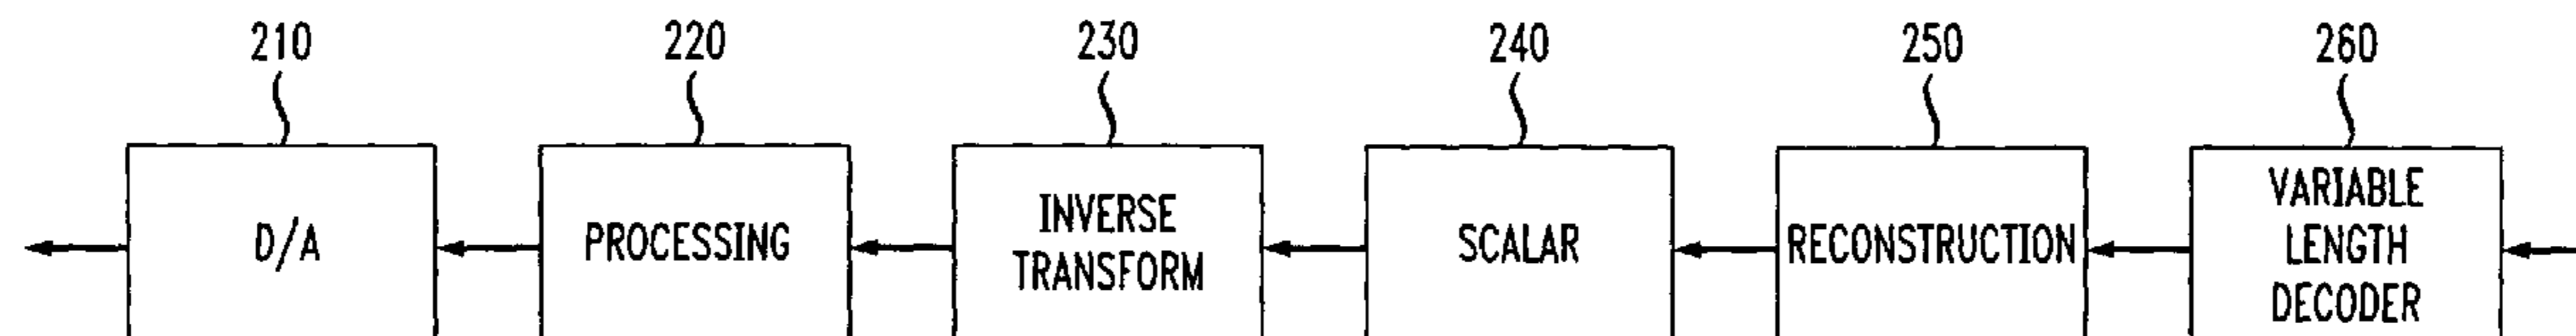 210 220 230 240 250 260
D/A
PROCESSING
INVERSE
TRANSFORM
SCALAR
RECONSTRUCTION
VARIABLE
LENGTH
DECODER